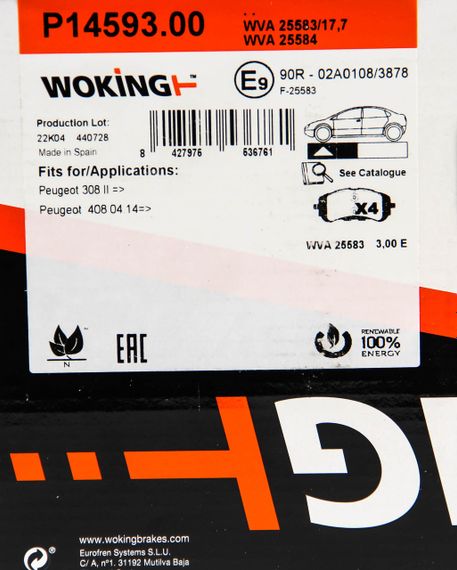 P14593.00
WVA 25583/17,7
WVA 25584
WOKING™
E9
90R - 02A0108/3878
F-25583
Production Lot:
22K04 440728
Made in Spain
8 427976 636761
Fits for/Applications:
Peugeot 308 II =>
Peugeot 408 04 14=>
See Catalogue
X4
WVA 25583 3,00 E
N
EAC
RENEWABLE
100%
ENERGY
G
www.wokingbrakes.com
Eurofren Systems S.L.U.
C/A, nº1. 31192 Mutilva Baja